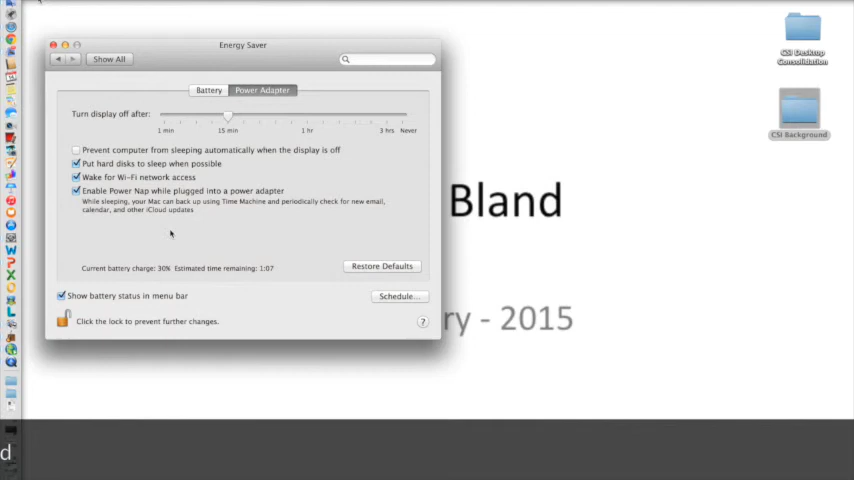 Energy Saver
Show All
Battery Power Adapter
Turn display off after:
1 min 15 min 1 hr 3 hrs Never
Prevent computer from sleeping automatically when the display is off
Put hard disks to sleep when possible
Wake for Wi-Fi network access
Enable Power Nap while plugged into a power adapter
While sleeping, your Mac can back up using Time Machine and periodically check for new email,
calendar, and other iCloud updates
Current battery charge: 30% Estimated time remaining: 1:07
Restore Defaults
Show battery status in menu bar
Schedule...
Click the lock to prevent further changes.
?
CSI Desktop
Consolidation
CSI Background
Bland
ry - 2015
d